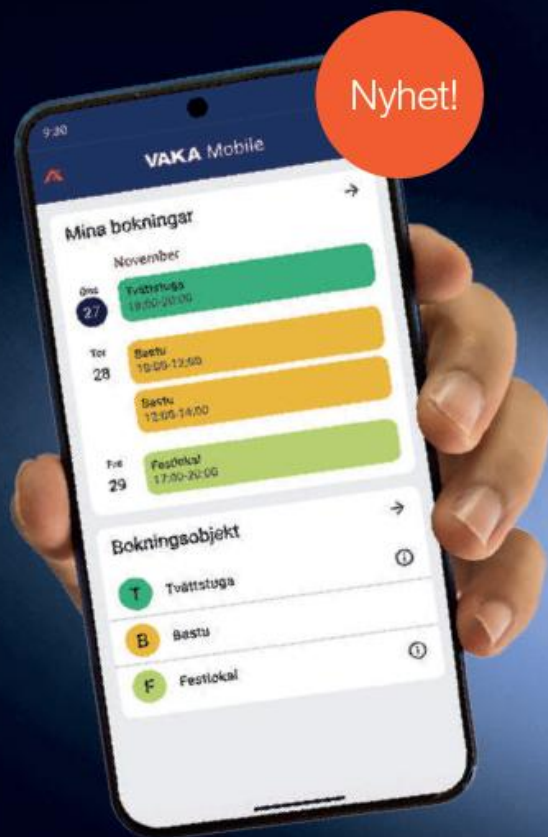 Nyhet!
9:30
VAKA Mobile
Mina bokningar
November
Ons
27
Tvättstuga
18:00-20:00
Tor
28
Bastu
10:00-12:00
Bastu
12:00-14:00
Fre
29
Festlokal
17:00-20:00
Bokningsobjekt
T
Tvättstuga
B
Bastu
F
Festlokal